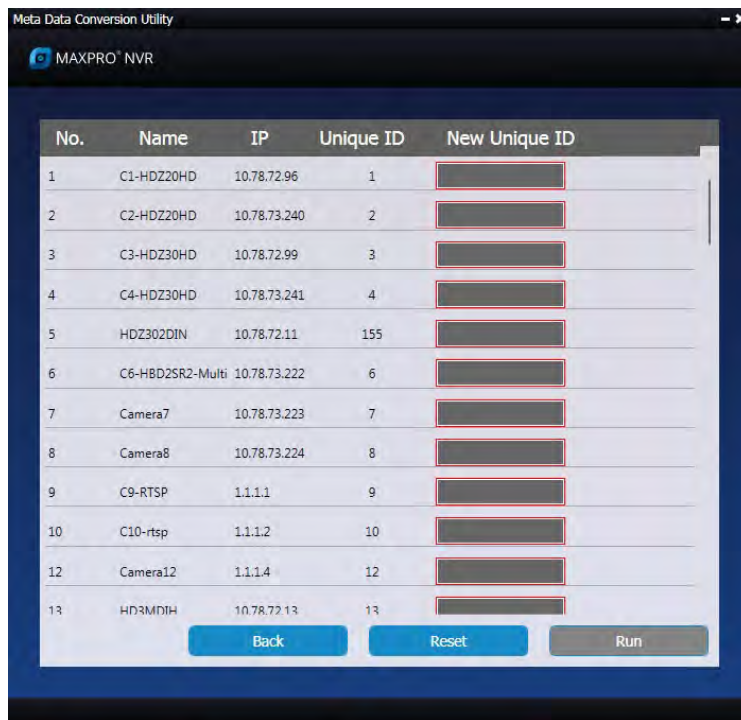 Meta Data Conversion Utility
MAXPRO® NVR
No. Name IP Unique ID New Unique ID
1 C1-HDZ20HD 10.78.72.96 1
2 C2-HDZ20HD 10.78.73.240 2
3 C3-HDZ30HD 10.78.72.99 3
4 C4-HDZ30HD 10.78.73.241 4
5 HDZ302DIN 10.78.72.11 155
6 C6-HBD2SR2-Multi 10.78.73.222 6
7 Camera7 10.78.73.223 7
8 Camera8 10.78.73.224 8
9 C9-RTSP 1.1.1.1 9
10 C10-rtsp 1.1.1.2 10
12 Camera12 1.1.1.4 12
13 HD3MDIH 10.78.72.13 13
Back Reset Run